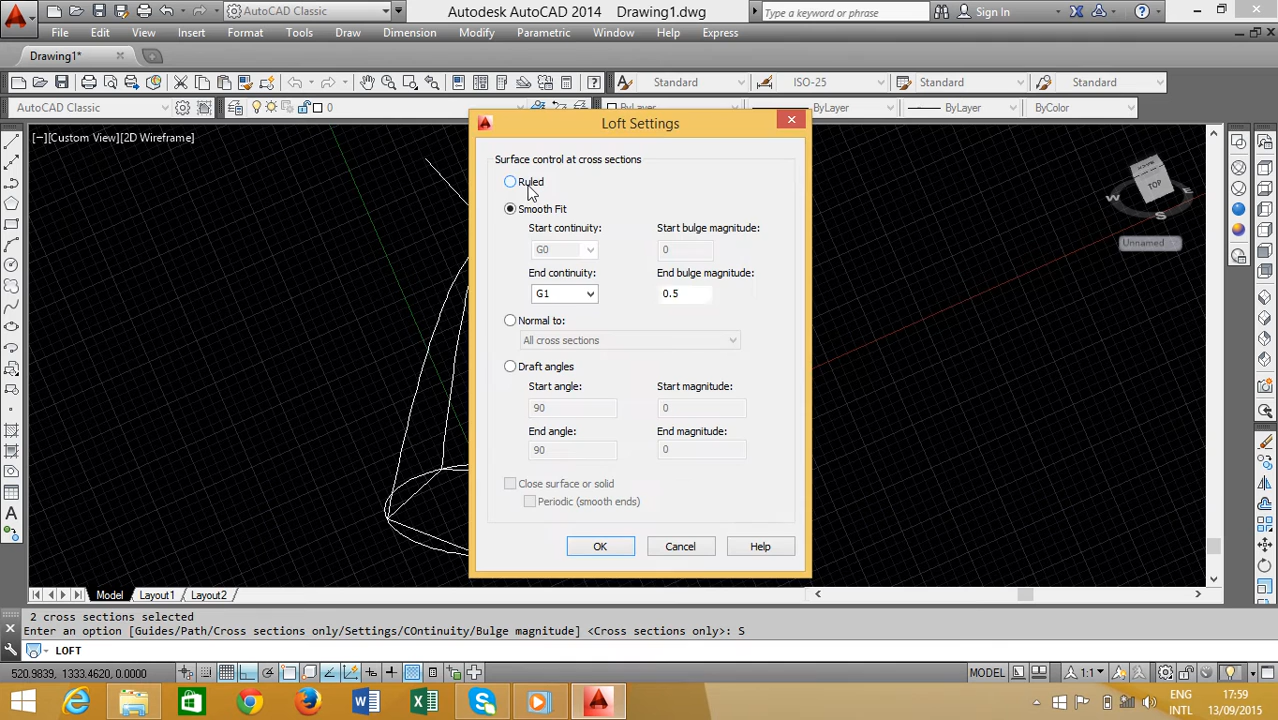 AutoCAD Classic
Autodesk AutoCAD 2014 Drawing1.dwg
Type a keyword or phrase
Sign In
File Edit View Insert Format Tools Draw Dimension Modify Parametric Window Help Express
Drawing1*
Standard ISO-25 Standard Standard
AutoCAD Classic 0 ByLayer ByLayer ByLayer ByColor
[−][Custom View][2D Wireframe]
Loft Settings
Surface control at cross sections
Ruled
Smooth Fit
Start continuity: Start bulge magnitude:
G0 0
End continuity: End bulge magnitude:
G1 0.5
Normal to:
All cross sections
Draft angles
Start angle: Start magnitude:
90 0
End angle: End magnitude:
90 0
Close surface or solid
Periodic (smooth ends)
OK Cancel Help
TOP
W S E
Unnamed
Model Layout1 Layout2
2 cross sections selected
Enter an option [Guides/Path/Cross sections only/Settings/COntinuity/Bulge magnitude] <Cross sections only>: S
LOFT
520.9839, 1333.4620, 0.0000
MODEL 1:1
ENG 17:59
INTL 13/09/2015